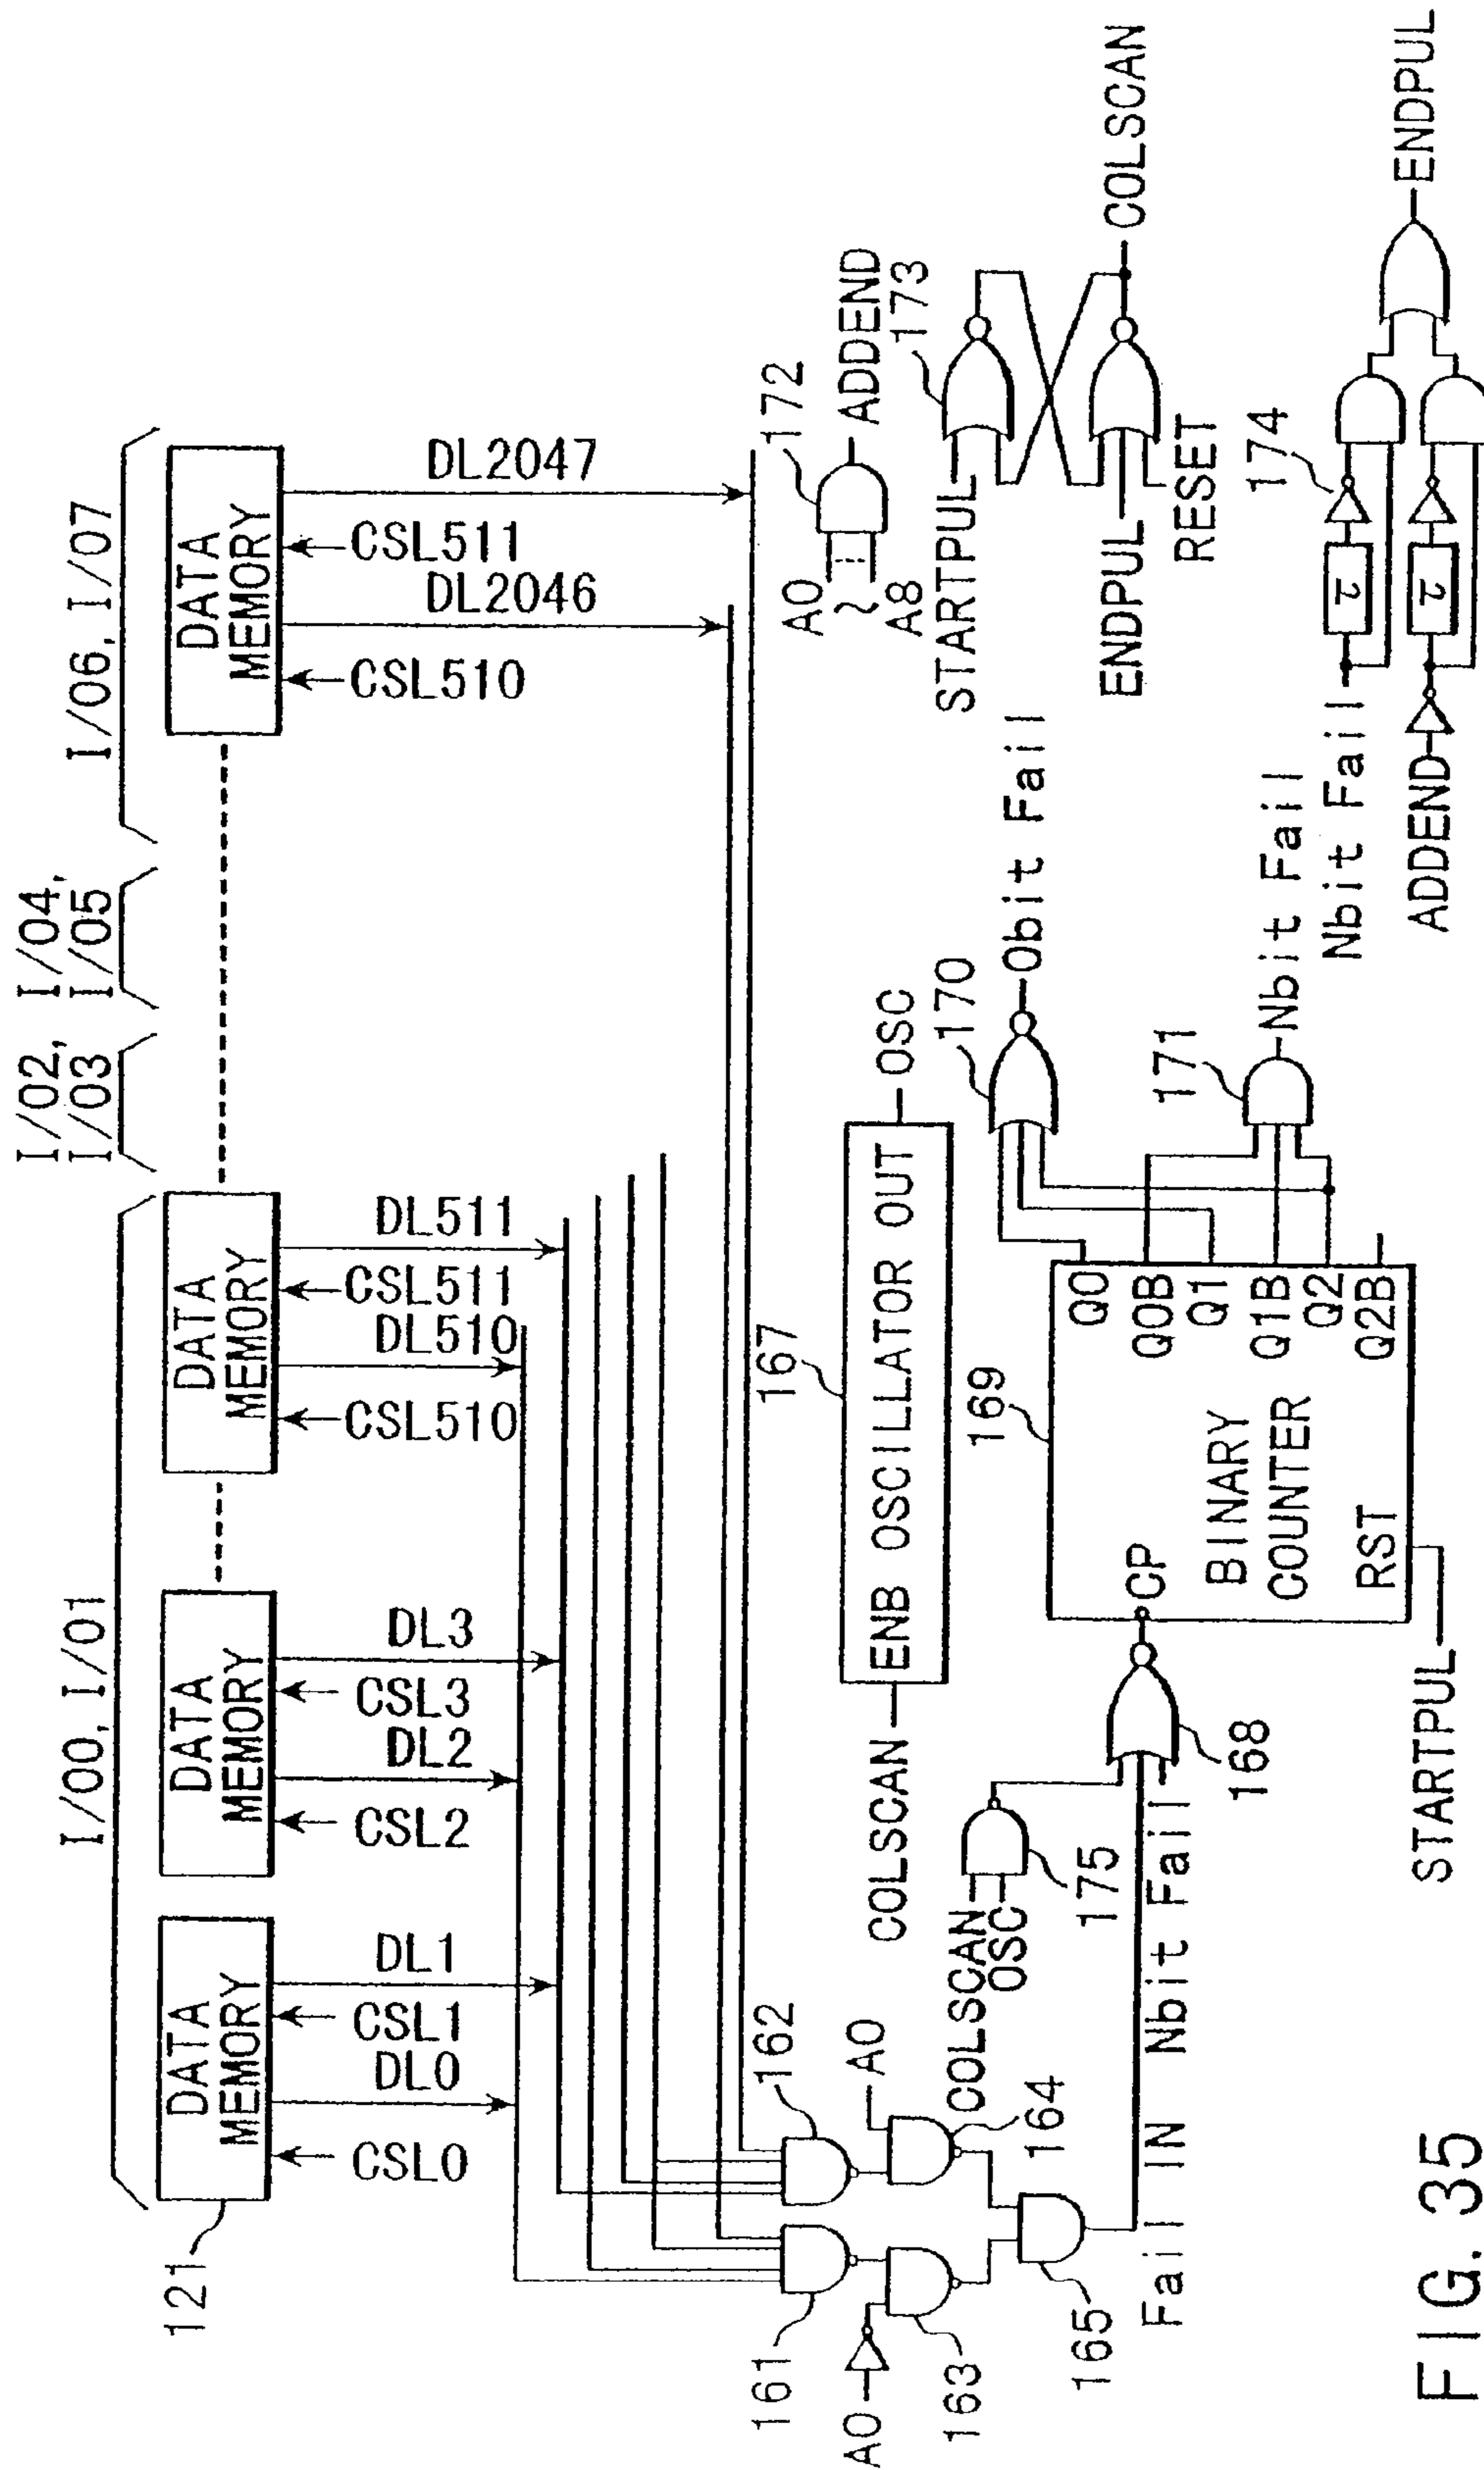 I/00, I/01
I/02,
I/03
I/04,
I/05
I/06, I/07
121
DATA
MEMORY
DATA
MEMORY
DATA
MEMORY
DATA
MEMORY
CSL0
DL0
CSL1
DL1
CSL2
DL2
CSL3
DL3
CSL510
DL510
CSL511
DL511
CSL510
DL2046
CSL511
DL2047
161
162
A0
A0
163
164
165
Fail IN
COLSCAN
ENB OSCILLATOR OUT
OSC
167
COLSCAN
OSC
175
Nbit Fail
168
169
CP
BINARY
COUNTER
RST
Q0
Q0B
Q1
Q1B
Q2
Q2B
STARTPUL
170
0bit Fail
171
Nbit Fail
A0
~
A8
172
ADDEND
173
STARTPUL
ENDPUL
RESET
COLSCAN
Nbit Fail
ADDEND
τ
τ
174
ENDPUL
FIG. 35